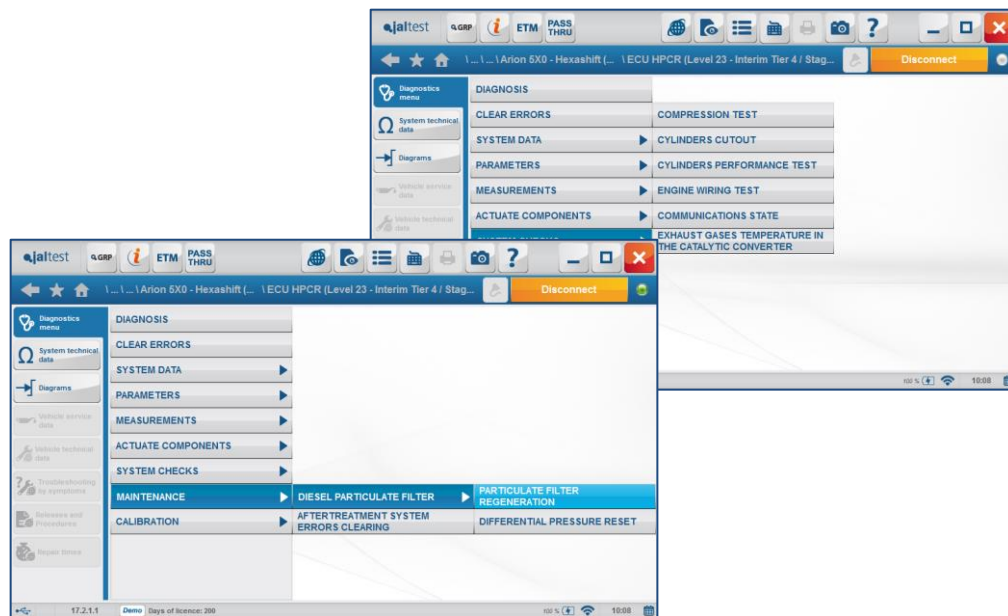 jaltest GRP i ETM PASS THRU ?
\ ... \ ... \ Arion 5X0 - Hexashift (... \ ECU HPCR (Level 23 - Interim Tier 4 / Stag... Disconnect
Diagnostics menu
System technical data
Diagrams
Vehicle service data
Vehicle technical data
DIAGNOSIS
CLEAR ERRORS
SYSTEM DATA
PARAMETERS
MEASUREMENTS
ACTUATE COMPONENTS
COMPRESSION TEST
CYLINDERS CUTOUT
CYLINDERS PERFORMANCE TEST
ENGINE WIRING TEST
COMMUNICATIONS STATE
EXHAUST GASES TEMPERATURE IN
THE CATALYTIC CONVERTER
100 % 10:08
jaltest GRP i ETM PASS THRU ?
\ ... \ ... \ Arion 5X0 - Hexashift (... \ ECU HPCR (Level 23 - Interim Tier 4 / Stag... Disconnect
Diagnostics menu
System technical data
Diagrams
Vehicle service data
Vehicle technical data
Troubleshooting by symptoms
Releases and Procedures
Repair times
DIAGNOSIS
CLEAR ERRORS
SYSTEM DATA
PARAMETERS
MEASUREMENTS
ACTUATE COMPONENTS
SYSTEM CHECKS
MAINTENANCE
CALIBRATION
DIESEL PARTICULATE FILTER
AFTERTREATMENT SYSTEM
ERRORS CLEARING
PARTICULATE FILTER
REGENERATION
DIFFERENTIAL PRESSURE RESET
17.2.1.1 Demo Days of licence: 200 100 % 10:08